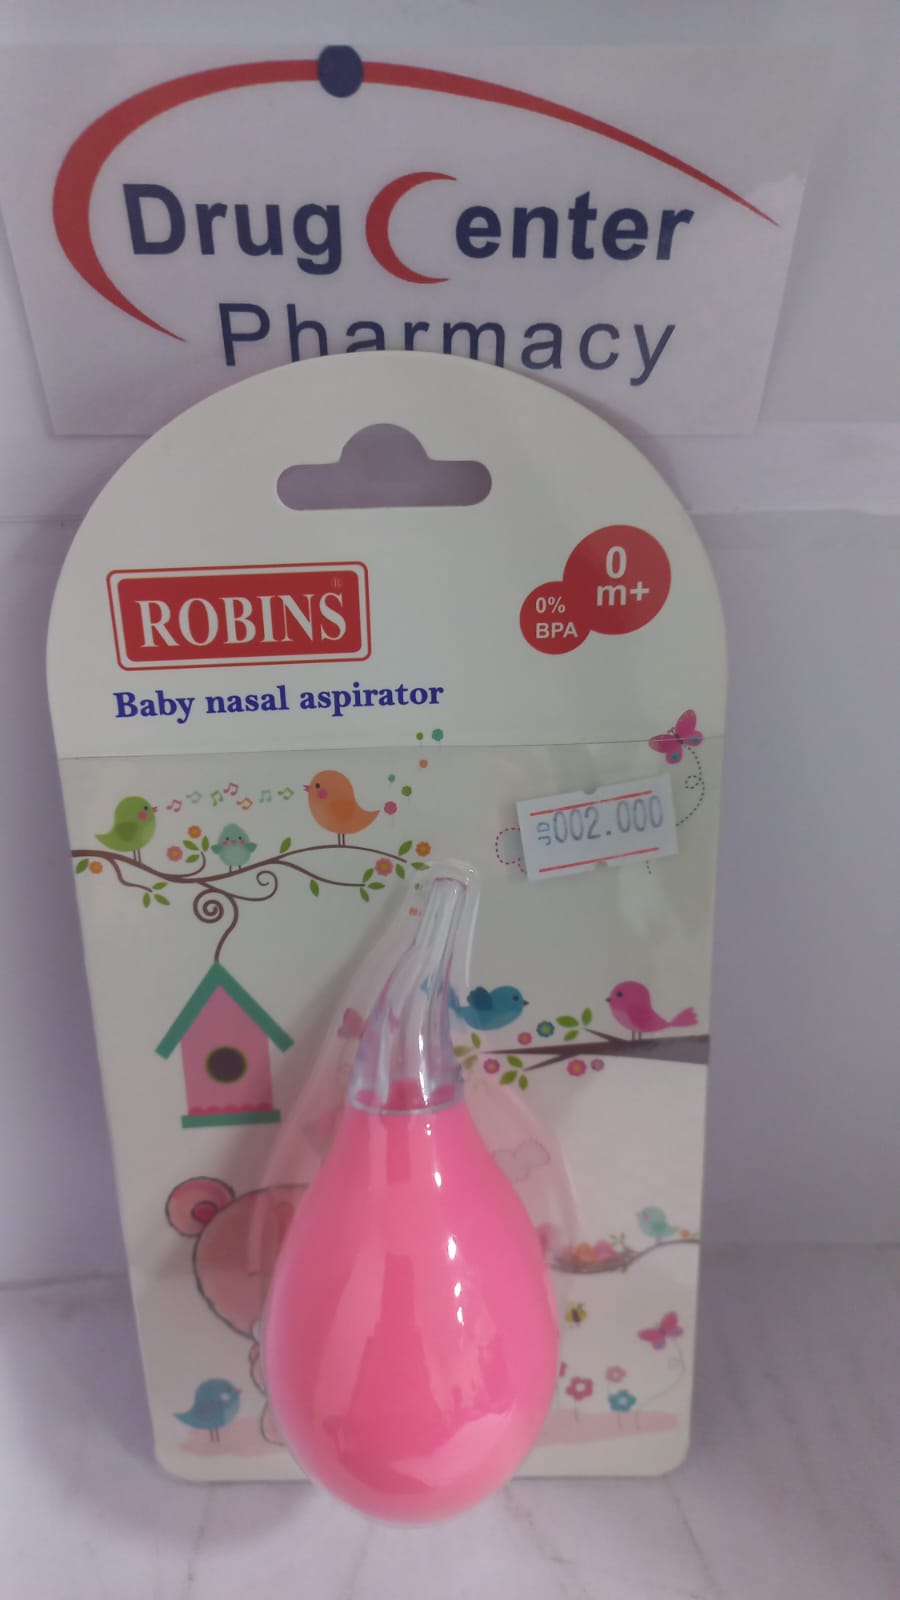 Drug Center
Pharmacy
ROBINS®
0
m+
0%
BPA
Baby nasal aspirator
JD 002.000